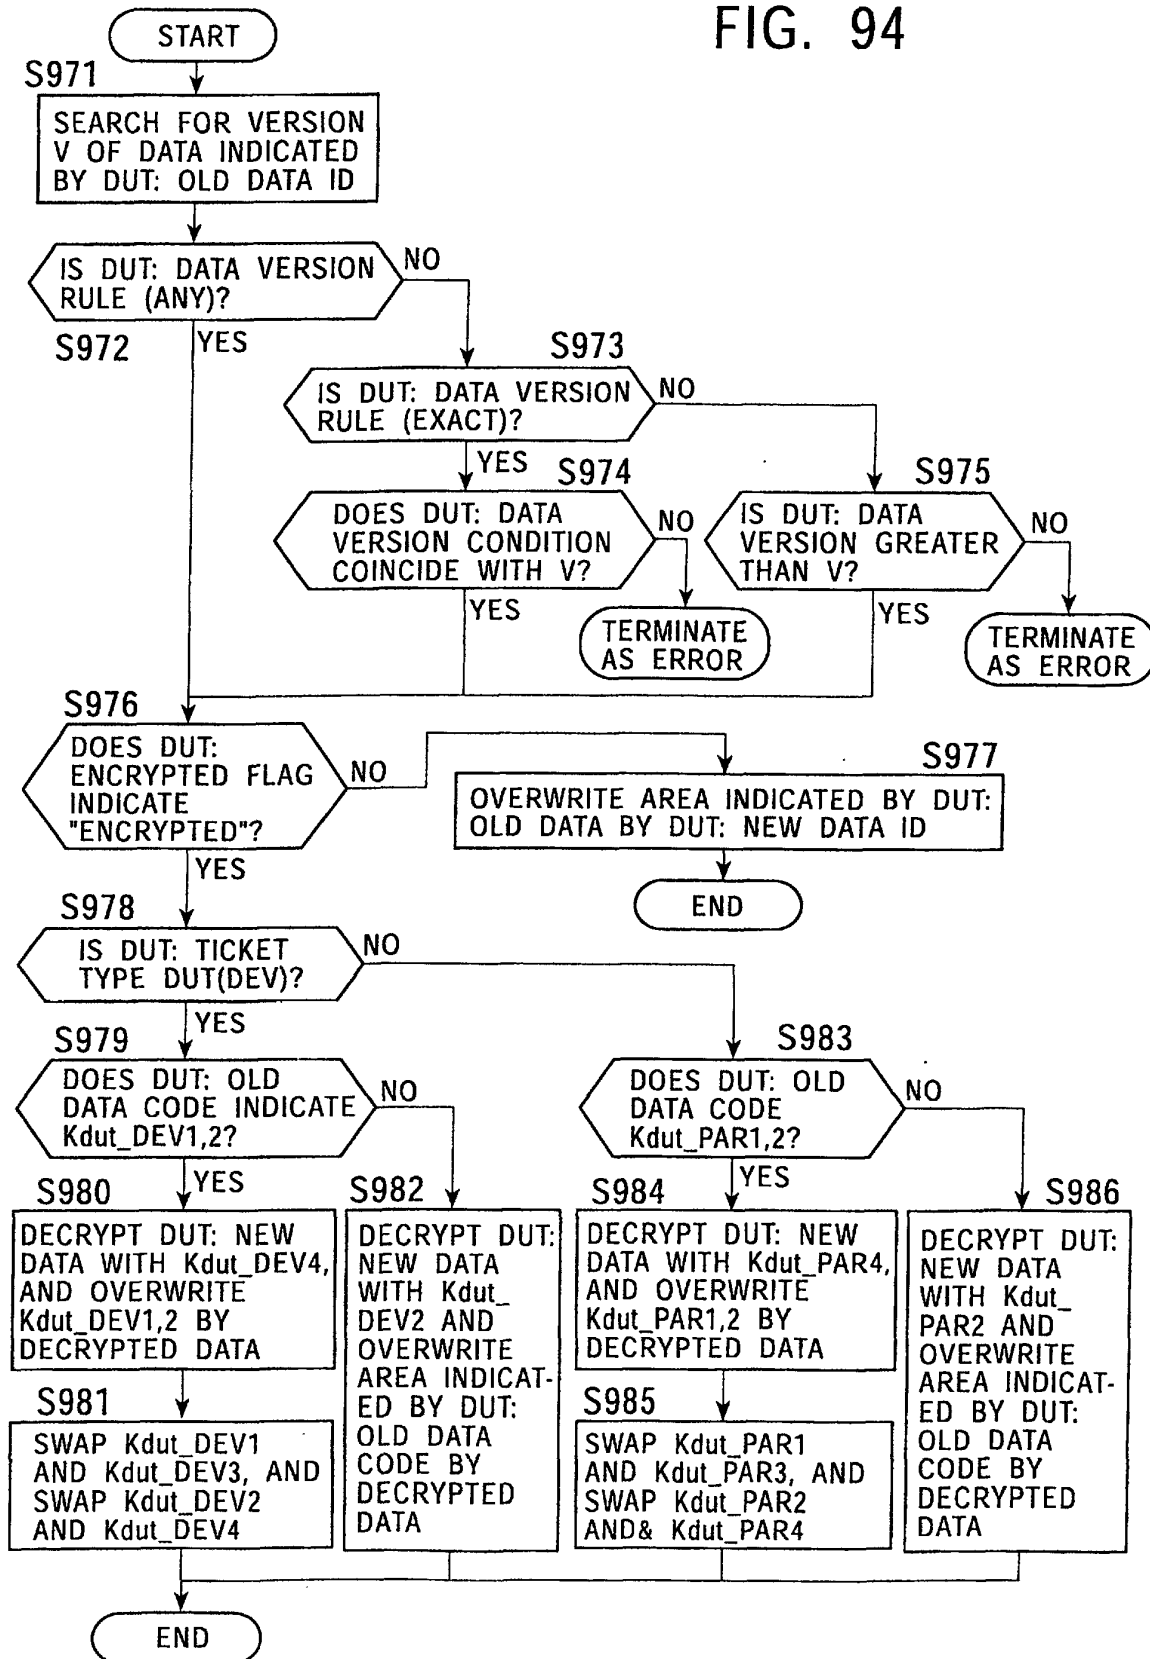 FIG. 94
START
S971
SEARCH FOR VERSION
V OF DATA INDICATED
BY DUT: OLD DATA ID
IS DUT: DATA VERSION
RULE (ANY)?
NO
S972
YES
S973
IS DUT: DATA VERSION
RULE (EXACT)?
NO
YES
S974
DOES DUT: DATA
VERSION CONDITION
COINCIDE WITH V?
NO
YES
TERMINATE
AS ERROR
S975
IS DUT: DATA
VERSION GREATER
THAN V?
NO
YES
TERMINATE
AS ERROR
S976
DOES DUT:
ENCRYPTED FLAG
INDICATE
"ENCRYPTED"?
NO
YES
S977
OVERWRITE AREA INDICATED BY DUT:
OLD DATA BY DUT: NEW DATA ID
END
S978
IS DUT: TICKET
TYPE DUT(DEV)?
NO
YES
S979
DOES DUT: OLD
DATA CODE INDICATE
Kdut_DEV1,2?
NO
YES
S983
DOES DUT: OLD
DATA CODE
Kdut_PAR1,2?
NO
YES
S980
DECRYPT DUT: NEW
DATA WITH Kdut_DEV4,
AND OVERWRITE
Kdut_DEV1,2 BY
DECRYPTED DATA
S981
SWAP Kdut_DEV1
AND Kdut_DEV3, AND
SWAP Kdut_DEV2
AND Kdut_DEV4
S982
DECRYPT DUT:
NEW DATA
WITH Kdut_
DEV2 AND
OVERWRITE
AREA INDICAT-
ED BY DUT:
OLD DATA
CODE BY
DECRYPTED
DATA
S984
DECRYPT DUT: NEW
DATA WITH Kdut_PAR4,
AND OVERWRITE
Kdut_PAR1,2 BY
DECRYPTED DATA
S985
SWAP Kdut_PAR1
AND Kdut_PAR3, AND
SWAP Kdut_PAR2
AND& Kdut_PAR4
S986
DECRYPT DUT:
NEW DATA
WITH Kdut_
PAR2 AND
OVERWRITE
AREA INDICAT-
ED BY DUT:
OLD DATA
CODE BY
DECRYPTED
DATA
END